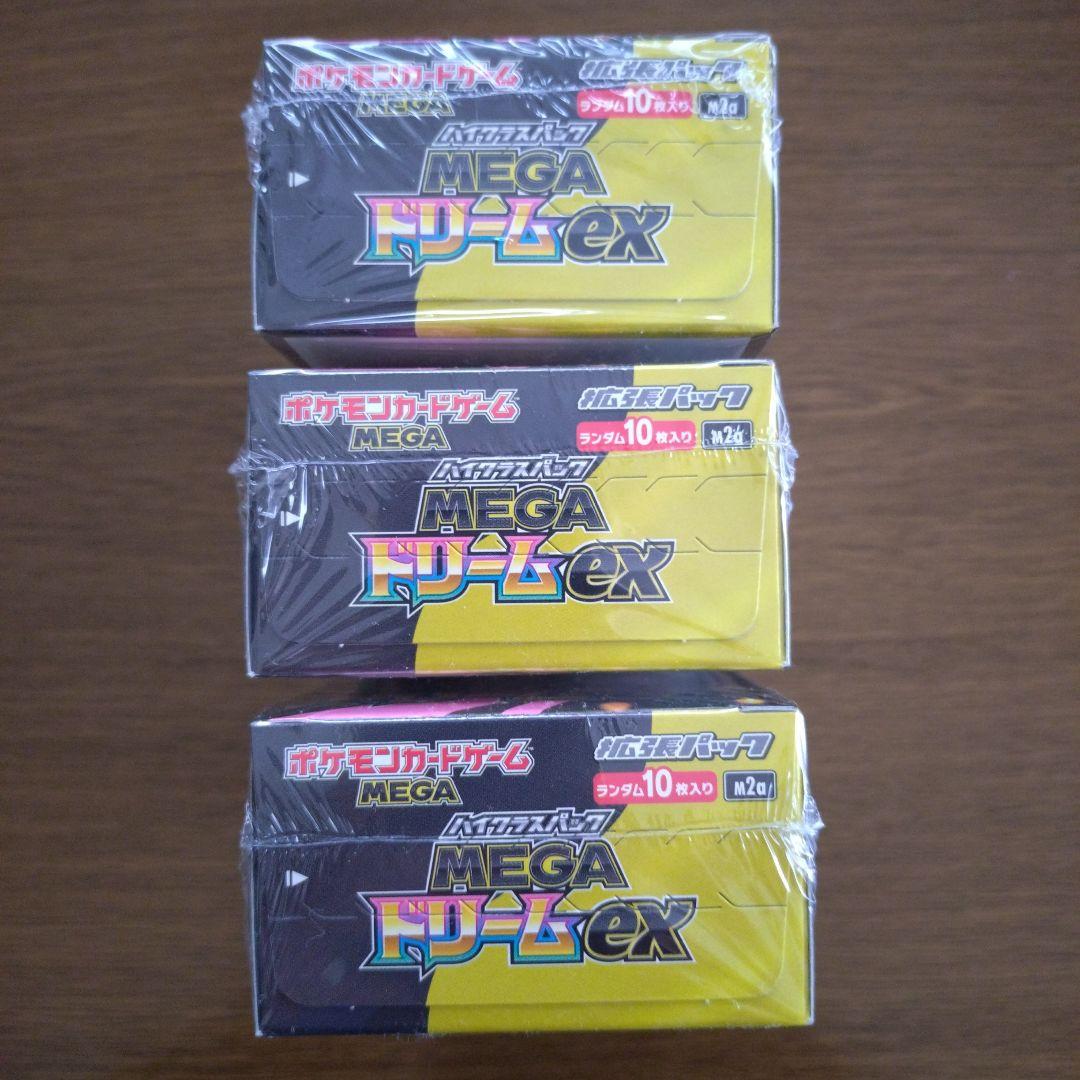 ポケモンカードゲーム
MEGA
拡張パック
ランダム10枚入り M2a
ハイクラスパック
MEGA
ドリームex
ポケモンカードゲーム
MEGA
拡張パック
ランダム10枚入り M2a
ハイクラスパック
MEGA
ドリームex
ポケモンカードゲーム
MEGA
拡張パック
ランダム10枚入り M2a
ハイクラスパック
MEGA
ドリームex